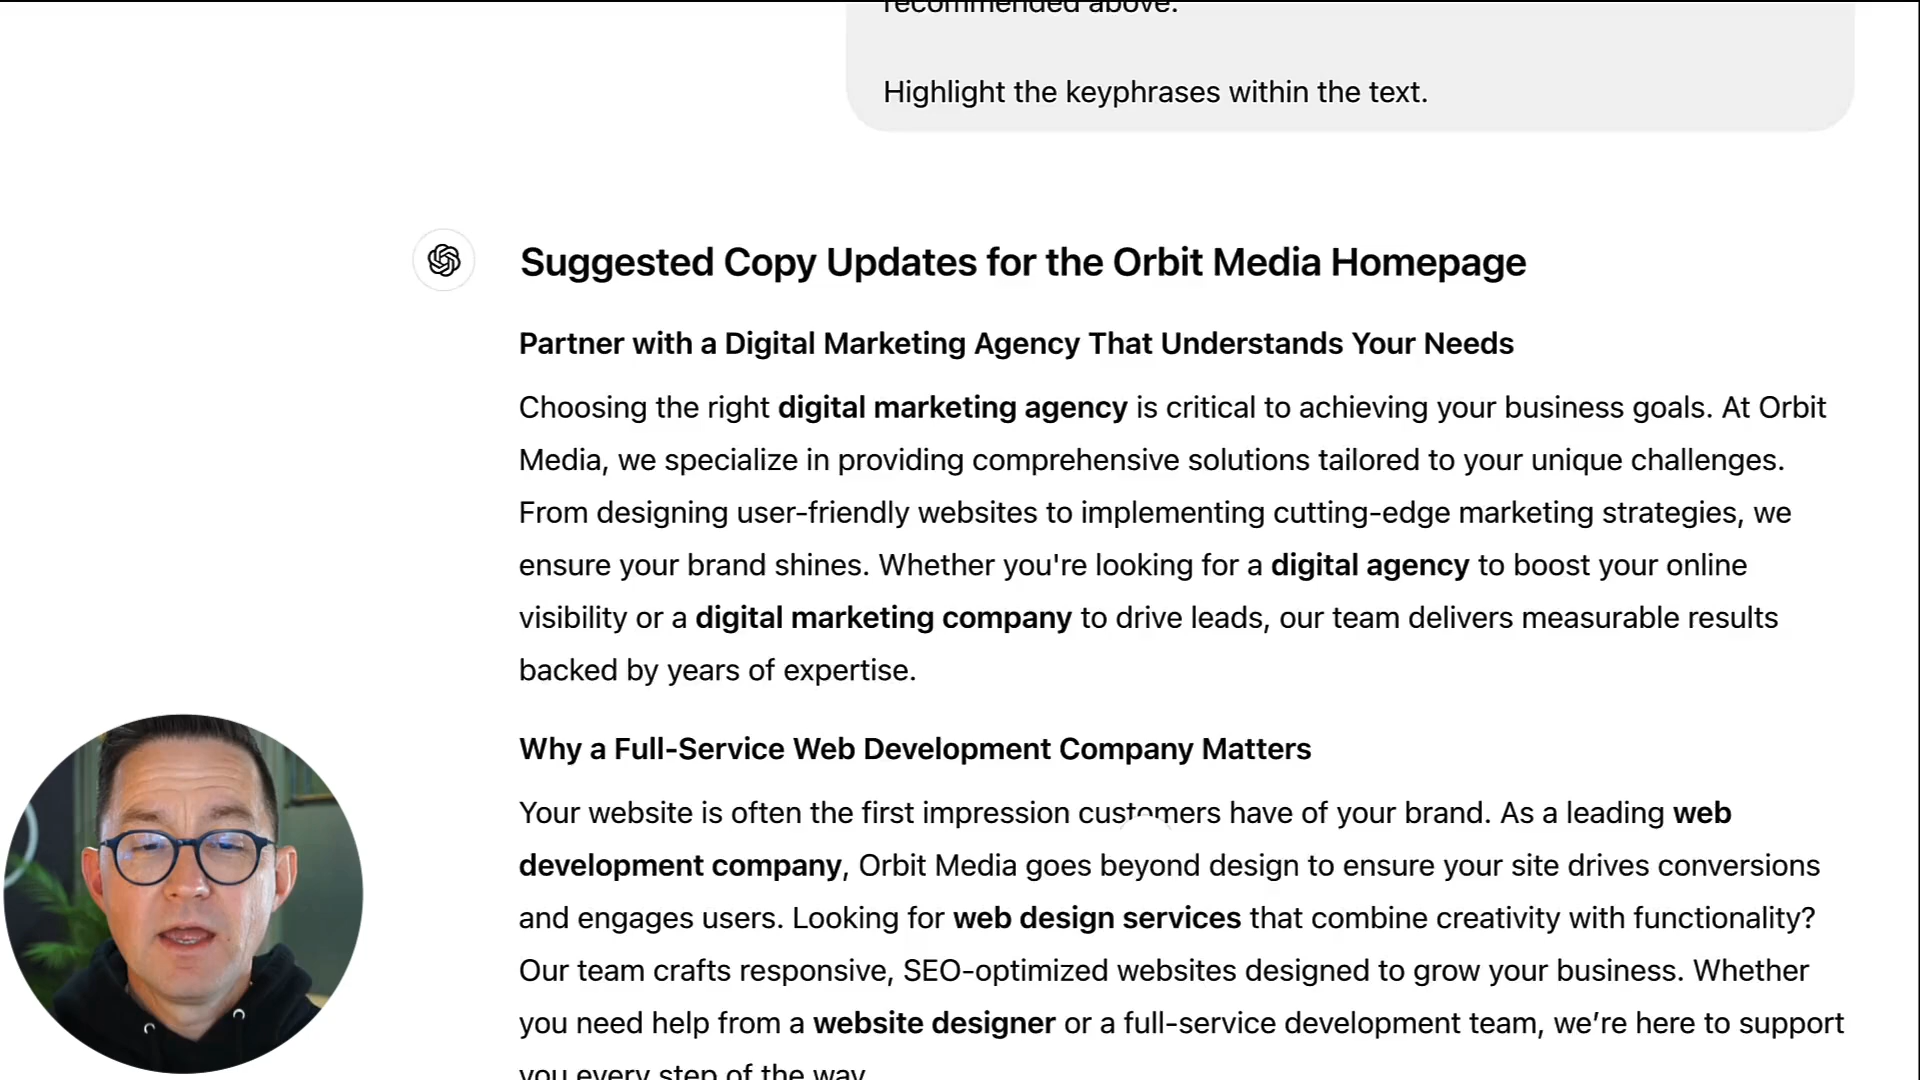 recommended above.
Highlight the keyphrases within the text.
Suggested Copy Updates for the Orbit Media Homepage
Partner with a Digital Marketing Agency That Understands Your Needs
Choosing the right digital marketing agency is critical to achieving your business goals. At Orbit
Media, we specialize in providing comprehensive solutions tailored to your unique challenges.
From designing user-friendly websites to implementing cutting-edge marketing strategies, we
ensure your brand shines. Whether you're looking for a digital agency to boost your online
visibility or a digital marketing company to drive leads, our team delivers measurable results
backed by years of expertise.
Why a Full-Service Web Development Company Matters
Your website is often the first impression customers have of your brand. As a leading web
development company, Orbit Media goes beyond design to ensure your site drives conversions
and engages users. Looking for web design services that combine creativity with functionality?
Our team crafts responsive, SEO-optimized websites designed to grow your business. Whether
you need help from a website designer or a full-service development team, we’re here to support
you every step of the way.